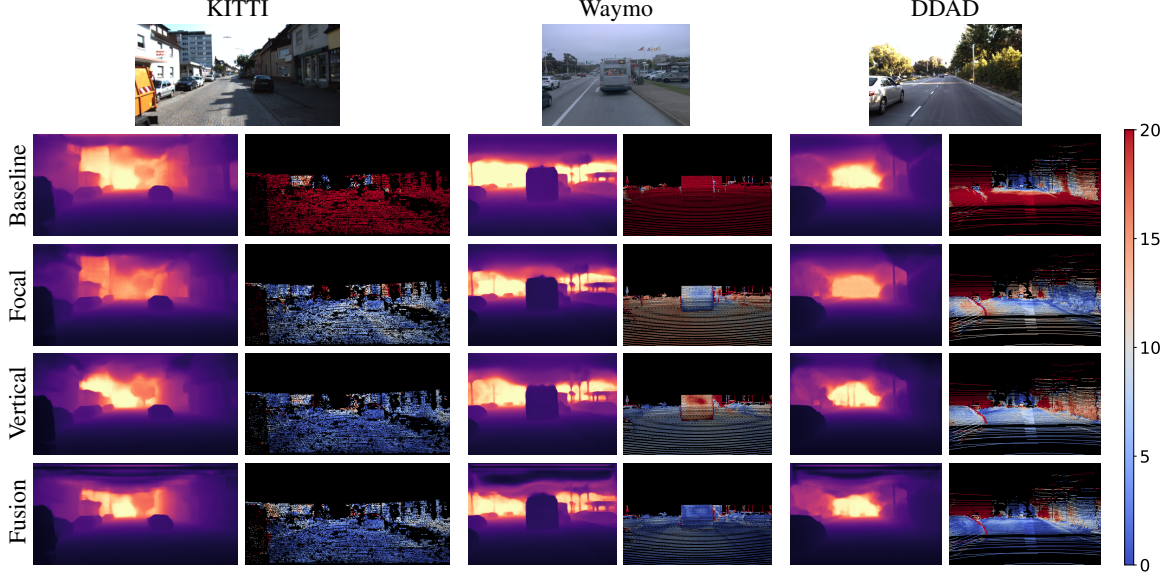 KITTI Waymo DDAD
Baseline
Focal
Vertical
Fusion
20
15
10
5
0